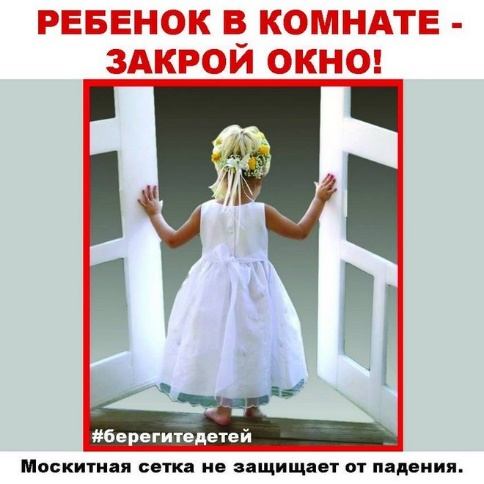 РЕБЕНОК В КОМНАТЕ -
ЗАКРОЙ ОКНО!
#берегитедетей
Москитная сетка не защищает от падения.